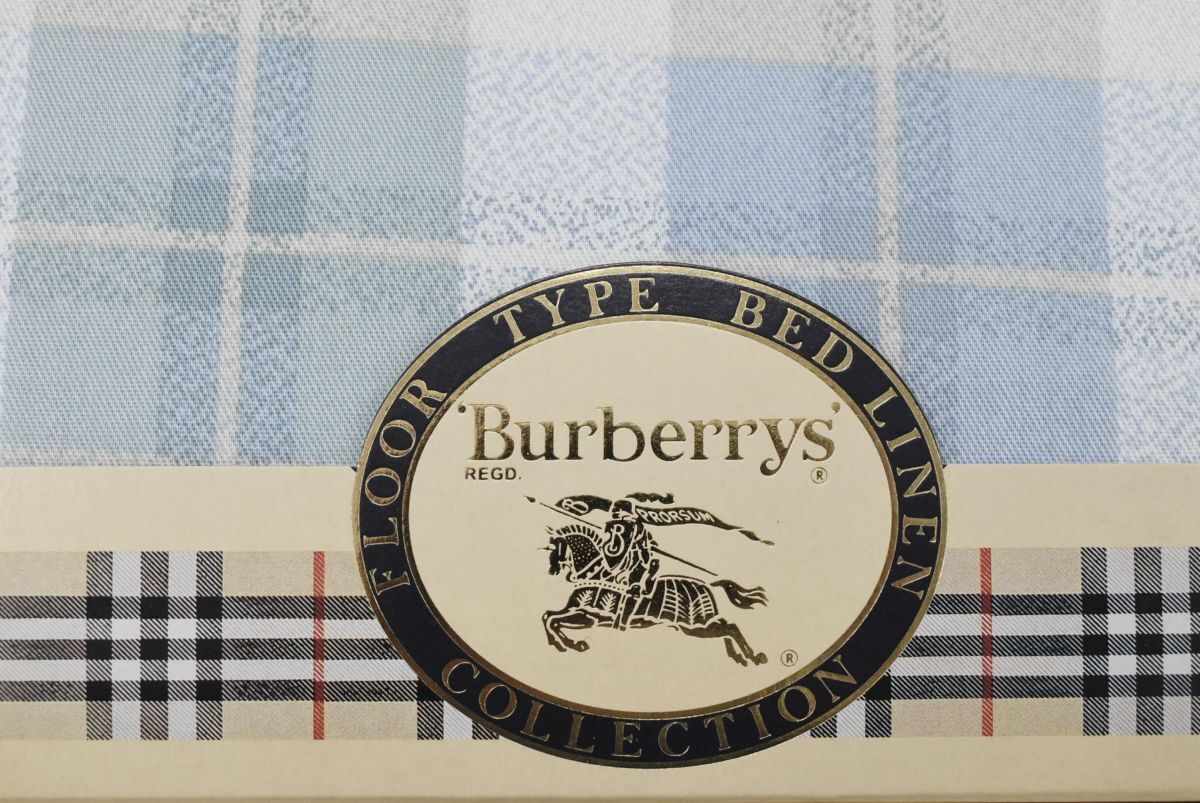 FLOOR TYPE BED LINEN
'Burberrys'
REGD. ®
B PRORSUM
B
®
COLLECTION